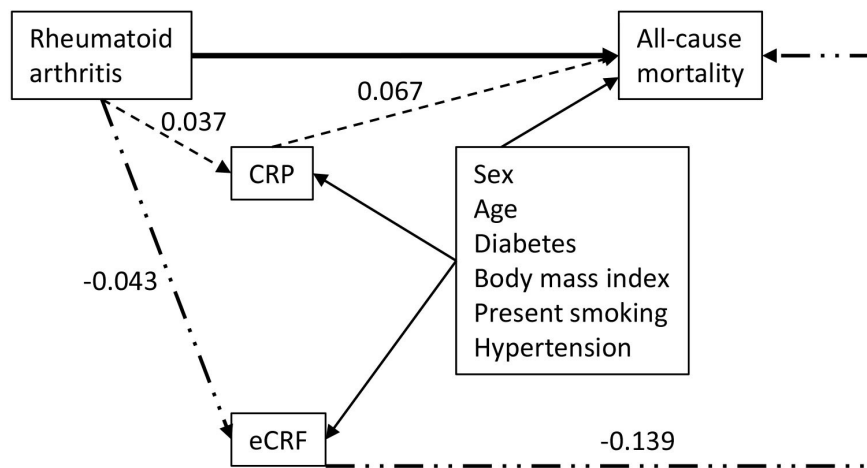 Rheumatoid
arthritis
All-cause
mortality
0.067
0.037
CRP
Sex
Age
Diabetes
Body mass index
Present smoking
Hypertension
-0.043
eCRF
-0.139